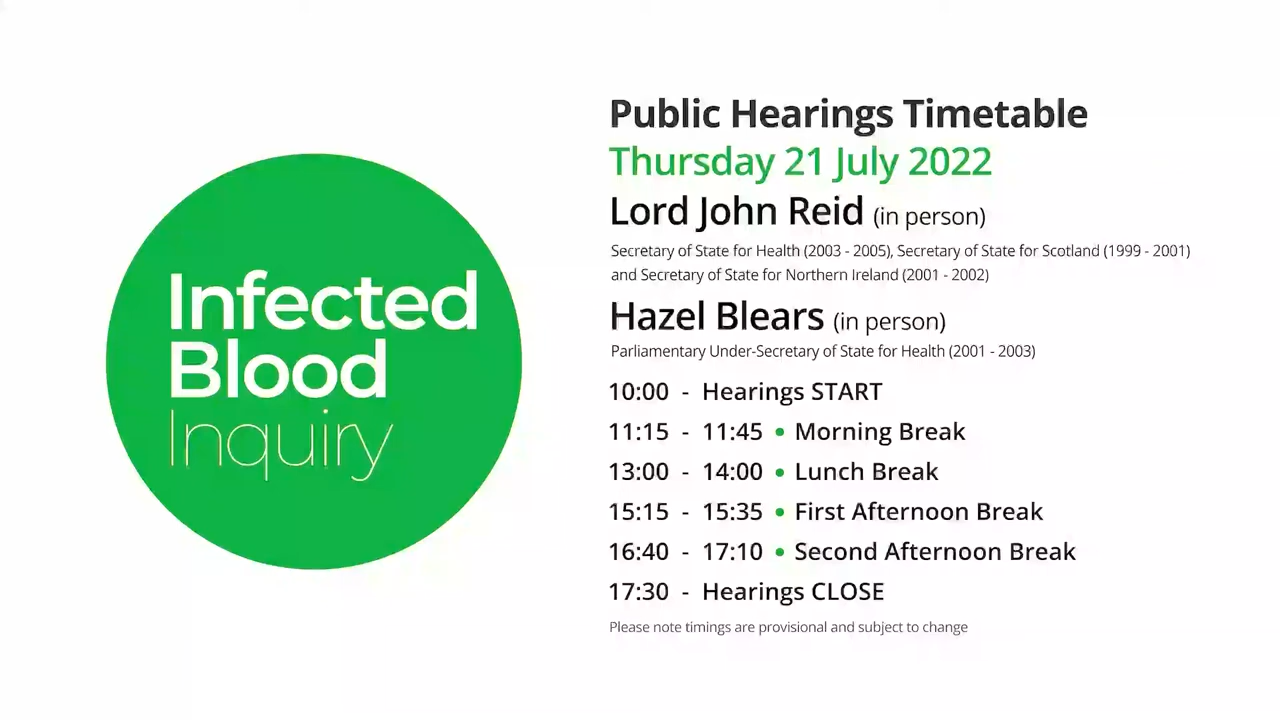 Infected
Blood
Inquiry
Public Hearings Timetable
Thursday 21 July 2022
Lord John Reid (in person)
Secretary of State for Health (2003 - 2005), Secretary of State for Scotland (1999 - 2001)
and Secretary of State for Northern Ireland (2001 - 2002)
Hazel Blears (in person)
Parliamentary Under-Secretary of State for Health (2001 - 2003)
10:00 - Hearings START
11:15 - 11:45 • Morning Break
13:00 - 14:00 • Lunch Break
15:15 - 15:35 • First Afternoon Break
16:40 - 17:10 • Second Afternoon Break
17:30 - Hearings CLOSE
Please note timings are provisional and subject to change